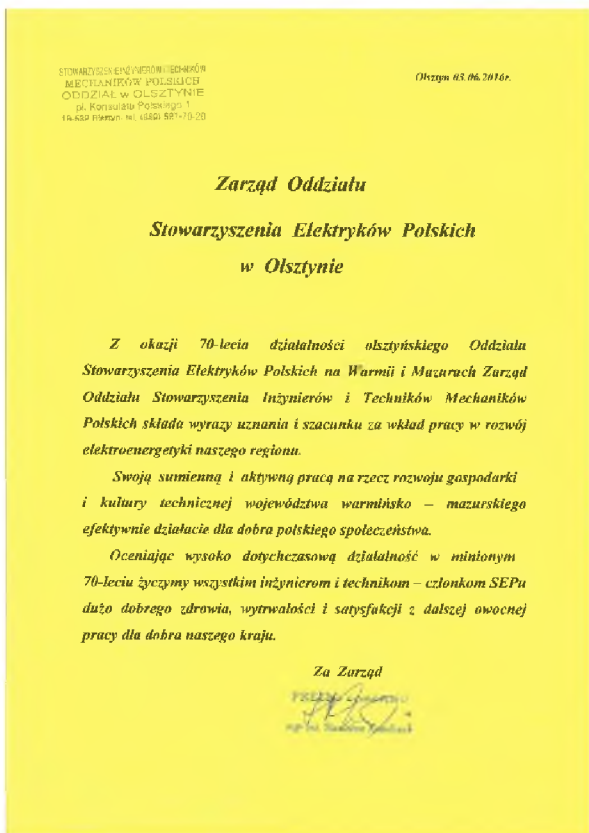 STOWARZYSZENIE INŻYNIERÓW I TECHNIKÓW
MECHANIKÓW POLSKICH
ODDZIAŁ w OLSZTYNIE
pl. Konsulatu Polskiego 1
Olsztyn 03.06.2016r.
Zarząd Oddziału
Stowarzyszenia Elektryków Polskich
w Olsztynie
Z okazji 70-lecia działalności olsztyńskiego Oddziału
Stowarzyszenia Elektryków Polskich na Warmii i Mazurach Zarząd
Oddziału Stowarzyszenia Inżynierów i Techników Mechaników
Polskich składa wyrazy uznania i szacunku za wkład pracy w rozwój
elektroenergetyki naszego regionu.
Swoją sumienną i aktywną pracą na rzecz rozwoju gospodarki
i kultury technicznej województwa warmińsko – mazurskiego
efektywnie działacie dla dobra polskiego społeczeństwa.
Oceniając wysoko dotychczasową działalność w minionym
70-leciu życzymy wszystkim inżynierom i technikom – członkom SEPu
dużo dobrego zdrowia, wytrwałości i satysfakcji z dalszej owocnej
pracy dla dobra naszego kraju.
Za Zarząd